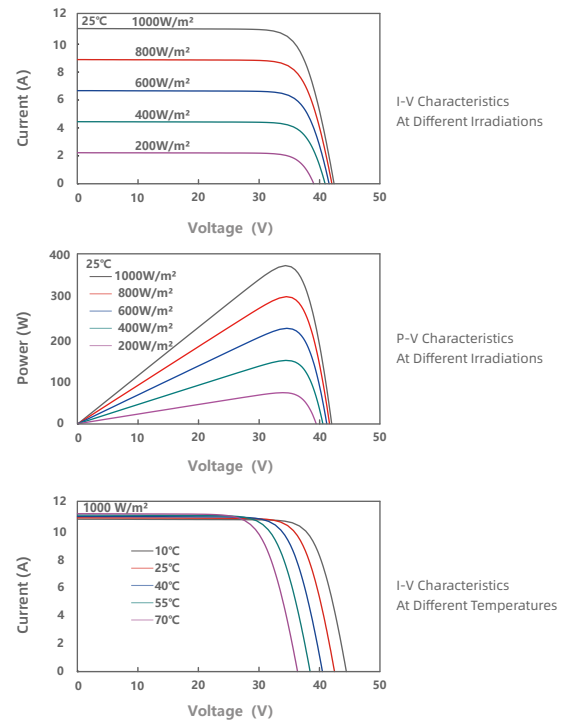 12
25℃
1000W/m²
10
800W/m²
8
600W/m²
6
400W/m²
4
200W/m²
2
0
0 10 20 30 40 50
Current (A)
Voltage (V)
I-V Characteristics
At Different Irradiations
400
25℃
1000W/m²
300
800W/m²
600W/m²
200
400W/m²
200W/m²
100
0
0 10 20 30 40 50
Power (W)
Voltage (V)
P-V Characteristics
At Different Irradiations
12
1000 W/m²
10
10℃
8
25℃
40℃
6
55℃
4
70℃
2
0
0 10 20 30 40 50
Current (A)
Voltage (V)
I-V Characteristics
At Different Temperatures